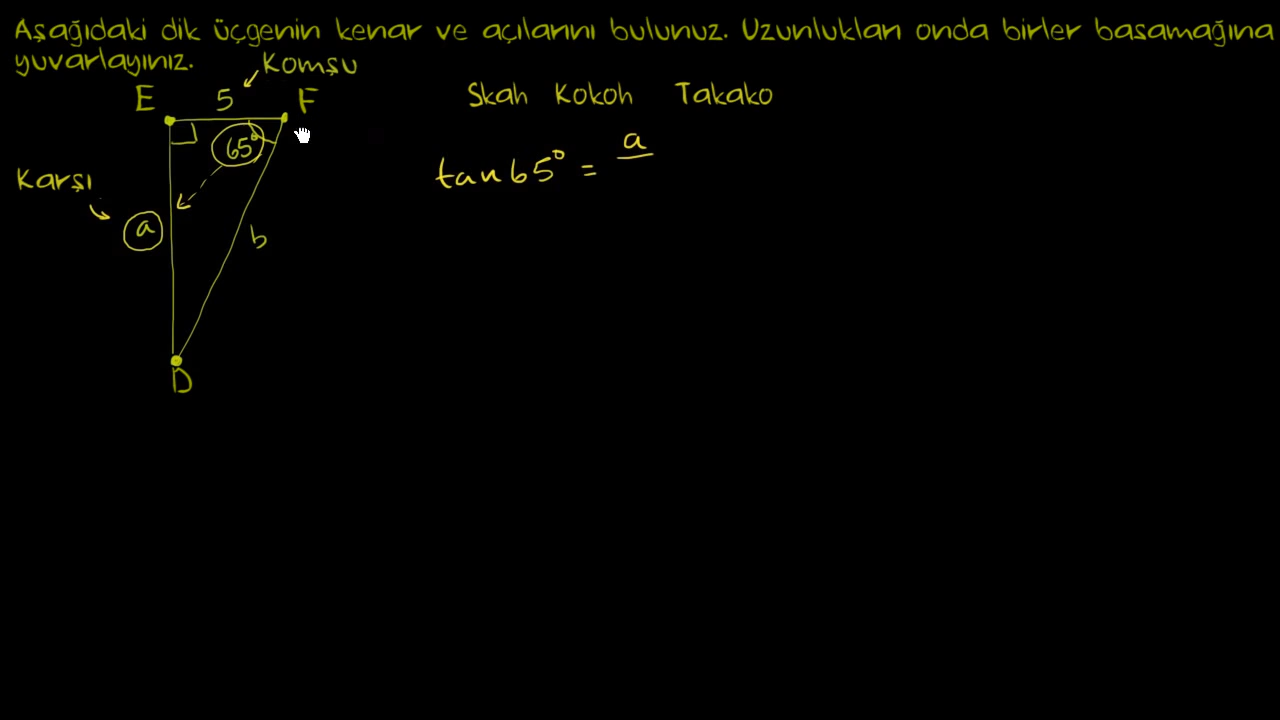 Aşağıdaki dik üçgenin kenar ve açılarını bulunuz. Uzunlukları onda birler basamağına
yuvarlayınız.
Komşu
E 5 F
Skah Kokoh Takako
65°
tan 65° = a
Karşı
a
b
D